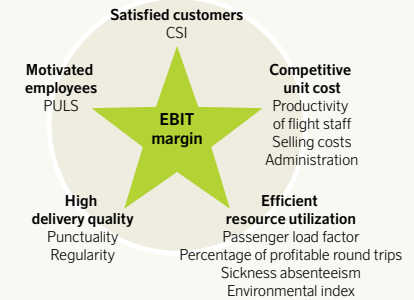 Satisfied customers
CSI
Motivated
employees
PULS
Competitive
unit cost
Productivity
of flight staff
Selling costs
Administration
EBIT
margin
High
delivery quality
Punctuality
Regularity
Efficient
resource utilization
Passenger load factor
Percentage of profitable round trips
Sickness absenteeism
Environmental index